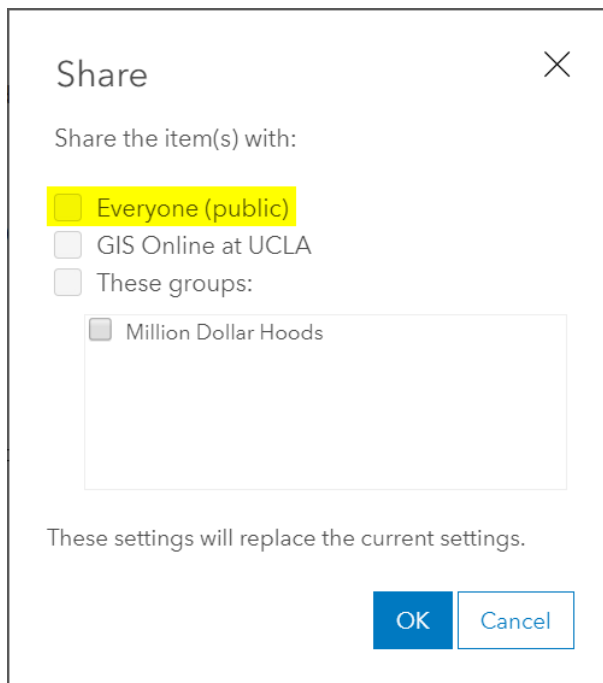 Share
Share the item(s) with:
Everyone (public)
GIS Online at UCLA
These groups:
Million Dollar Hoods
These settings will replace the current settings.
OK
Cancel